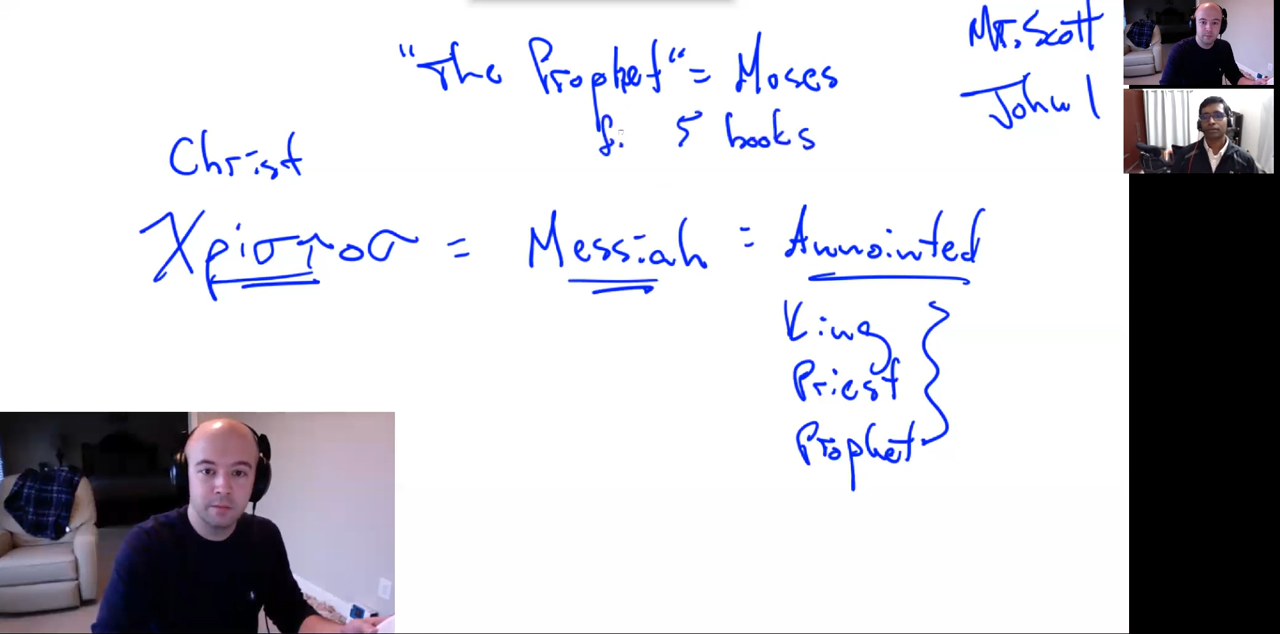 "The Prophet" = Moses
5 books
Mr. Scott
John 1
Christ
Χριστοσ = Messiah = Annointed
King
Priest
Prophet